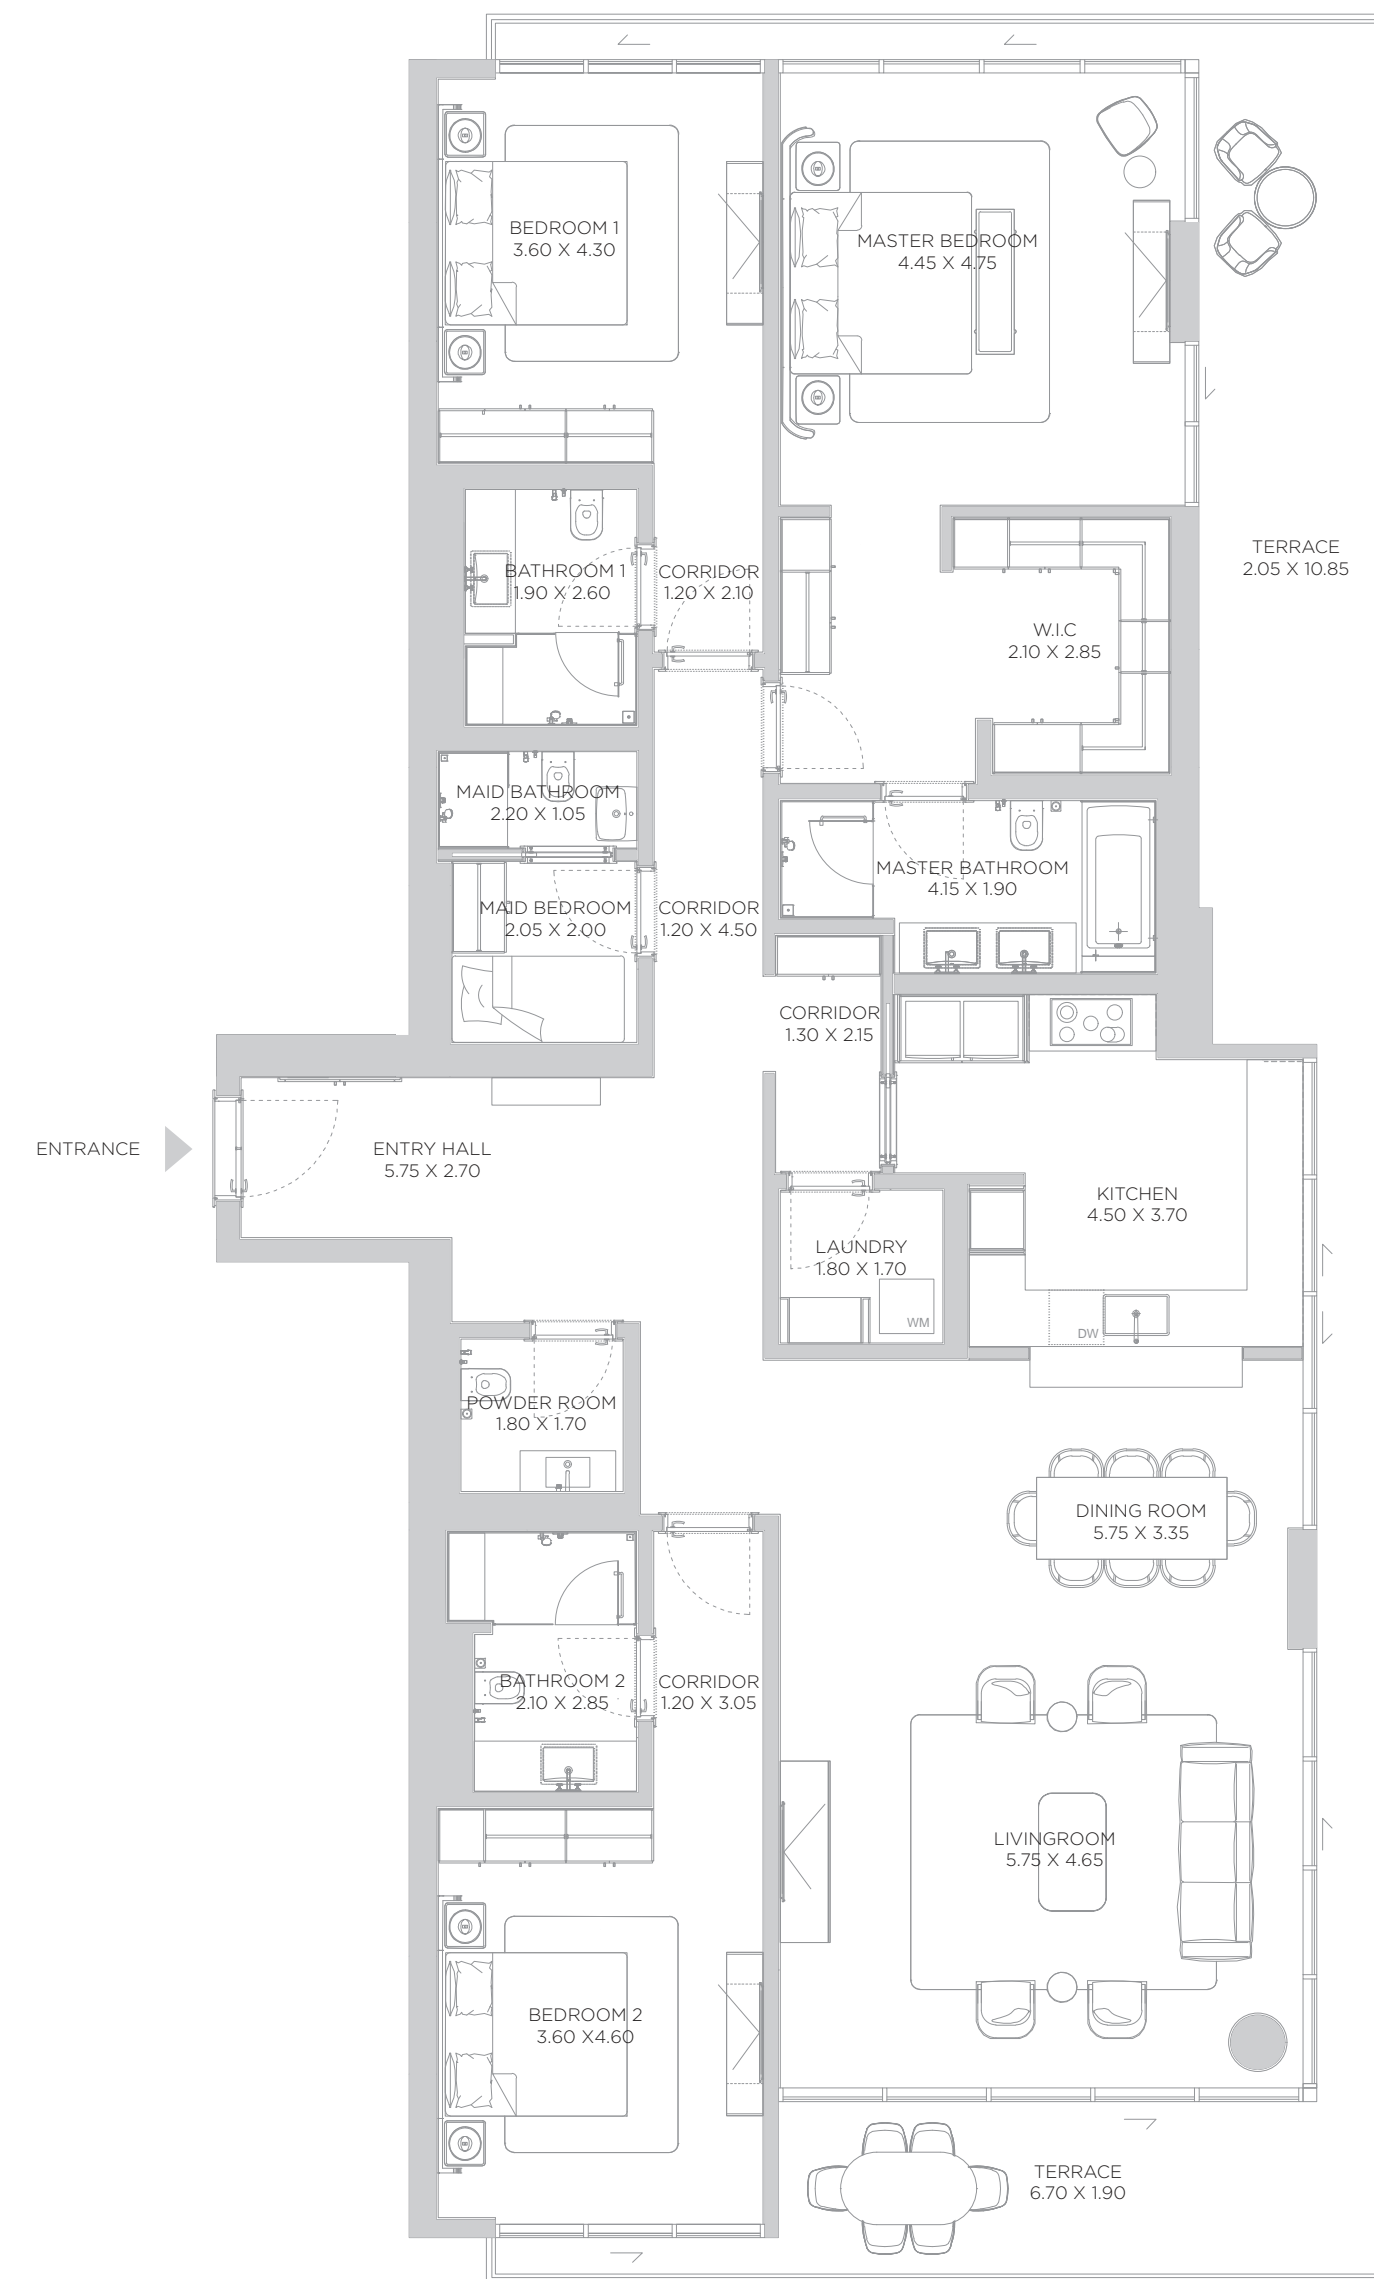 BEDROOM 1
3.60 X 4.30
MASTER BEDROOM
4.45 X 4.75
TERRACE
2.05 X 10.85
BATHROOM 1
1.90 X 2.60
CORRIDOR
1.20 X 2.10
W.I.C
2.10 X 2.85
MAID BATHROOM
2.20 X 1.05
MASTER BATHROOM
4.15 X 1.90
MAID BEDROOM
2.05 X 2.00
CORRIDOR
1.20 X 4.50
CORRIDOR
1.30 X 2.15
ENTRANCE
ENTRY HALL
5.75 X 2.70
KITCHEN
4.50 X 3.70
LAUNDRY
1.80 X 1.70
WM
DW
POWDER ROOM
1.80 X 1.70
DINING ROOM
5.75 X 3.35
BATHROOM 2
2.10 X 2.85
CORRIDOR
1.20 X 3.05
LIVINGROOM
5.75 X 4.65
BEDROOM 2
3.60 X4.60
TERRACE
6.70 X 1.90